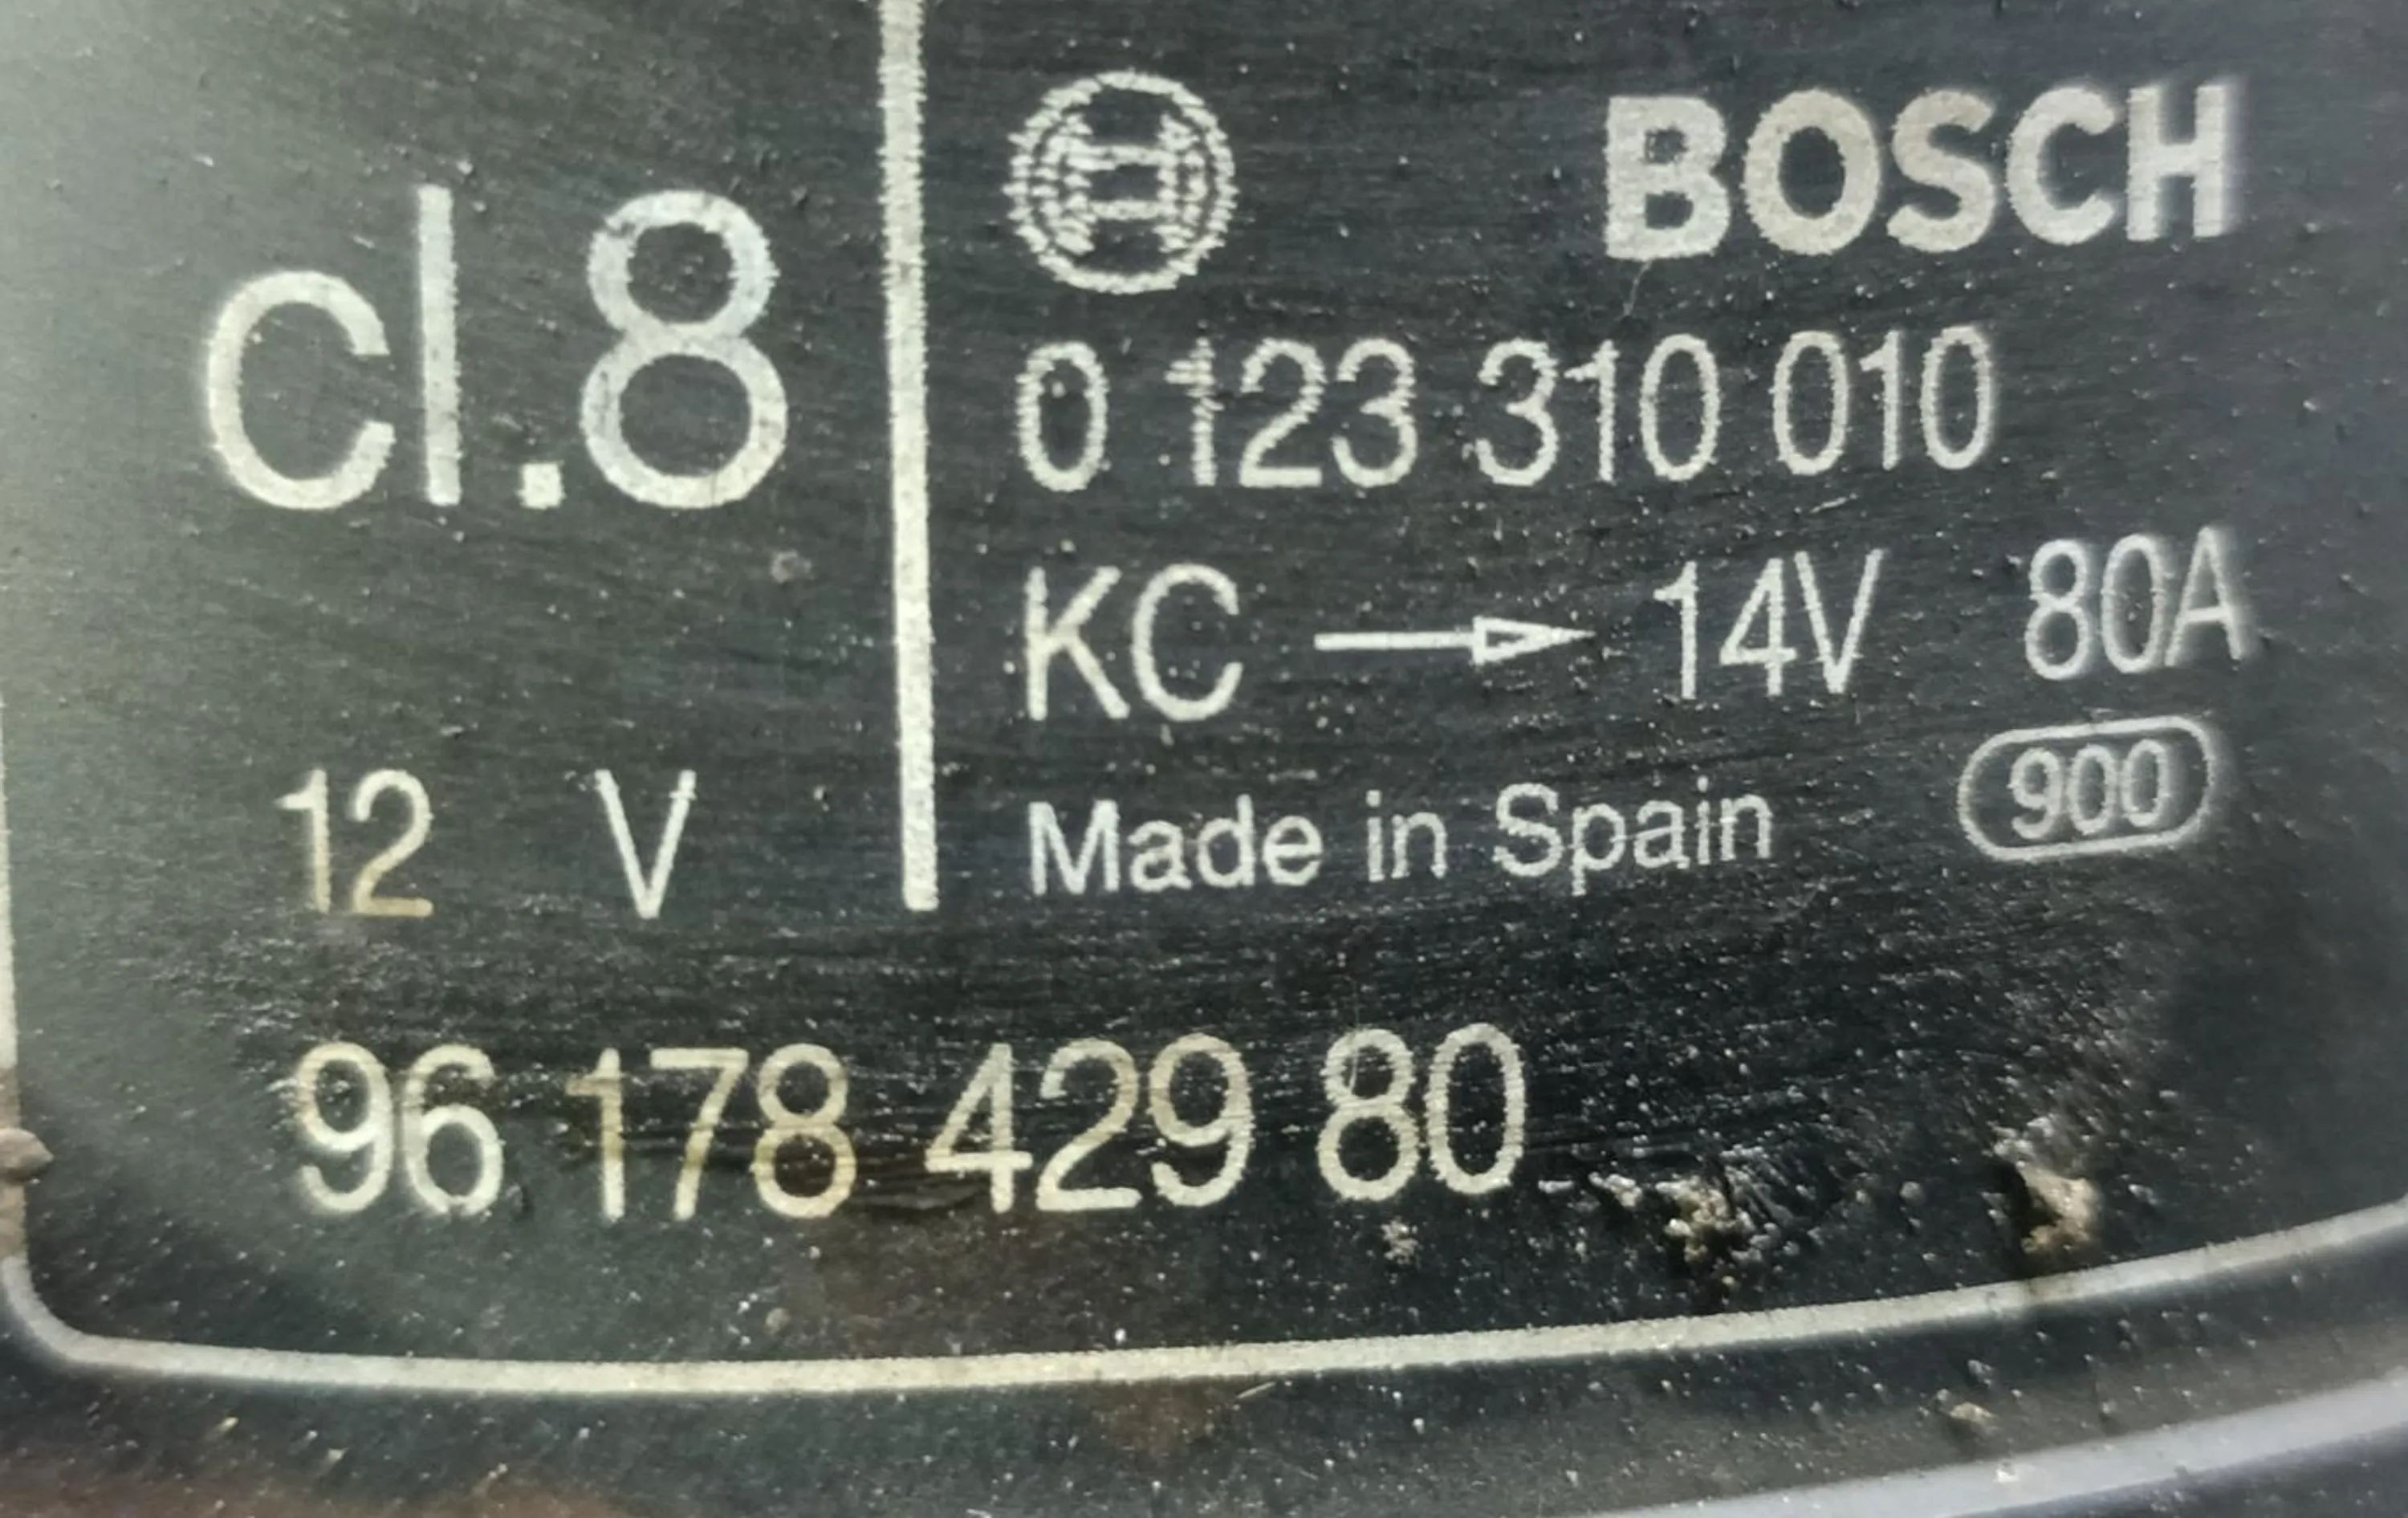 cl.8
12 V
BOSCH
0 123 310 010
KC → 14V 80A
Made in Spain 900
96 178 429 80